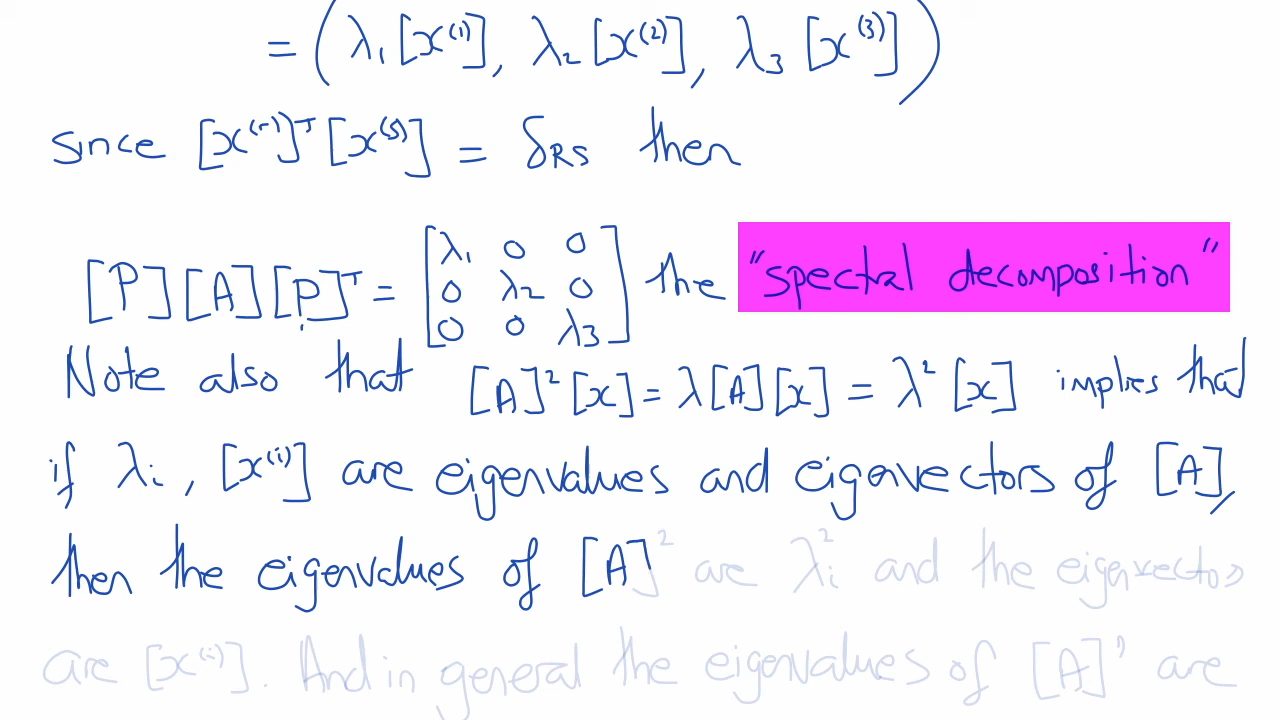 = (λ₁[x⁽¹⁾], λ₂[x⁽²⁾], λ₃[x⁽³⁾])
since [x⁽ʳ⁾]ᵀ[x⁽ˢ⁾] = δRS then
[P][A][P]ᵀ = [λ₁ 0 0
0 λ₂ 0
0 0 λ₃] the "spectral decomposition"
Note also that [A]²[x] = λ[A][x] = λ²[x] implies that
if λi, [x⁽ⁱ⁾] are eigenvalues and eigenvectors of [A],
then the eigenvalues of [A]² are λi² and the eigenvectors
are [x⁽ⁱ⁾]. And in general the eigenvalues of [A]ⁿ are